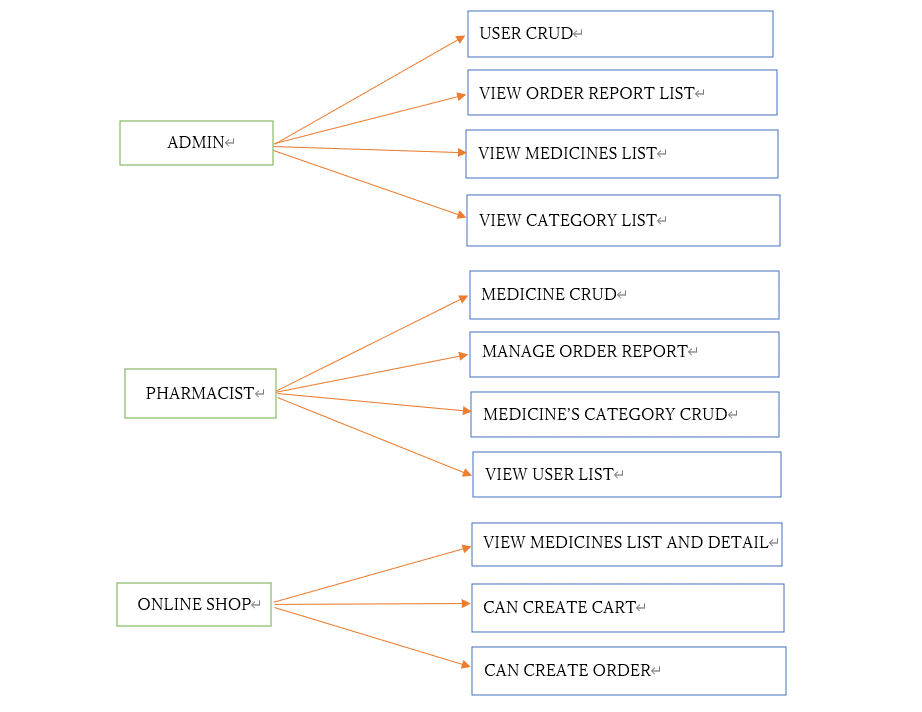 USER CRUD↵
VIEW ORDER REPORT LIST↵
ADMIN↵
VIEW MEDICINES LIST↵
VIEW CATEGORY LIST↵
MEDICINE CRUD↵
MANAGE ORDER REPORT↵
PHARMACIST↵
MEDICINE’S CATEGORY CRUD↵
VIEW USER LIST↵
VIEW MEDICINES LIST AND DETAIL↵
ONLINE SHOP↵
CAN CREATE CART↵
CAN CREATE ORDER↵